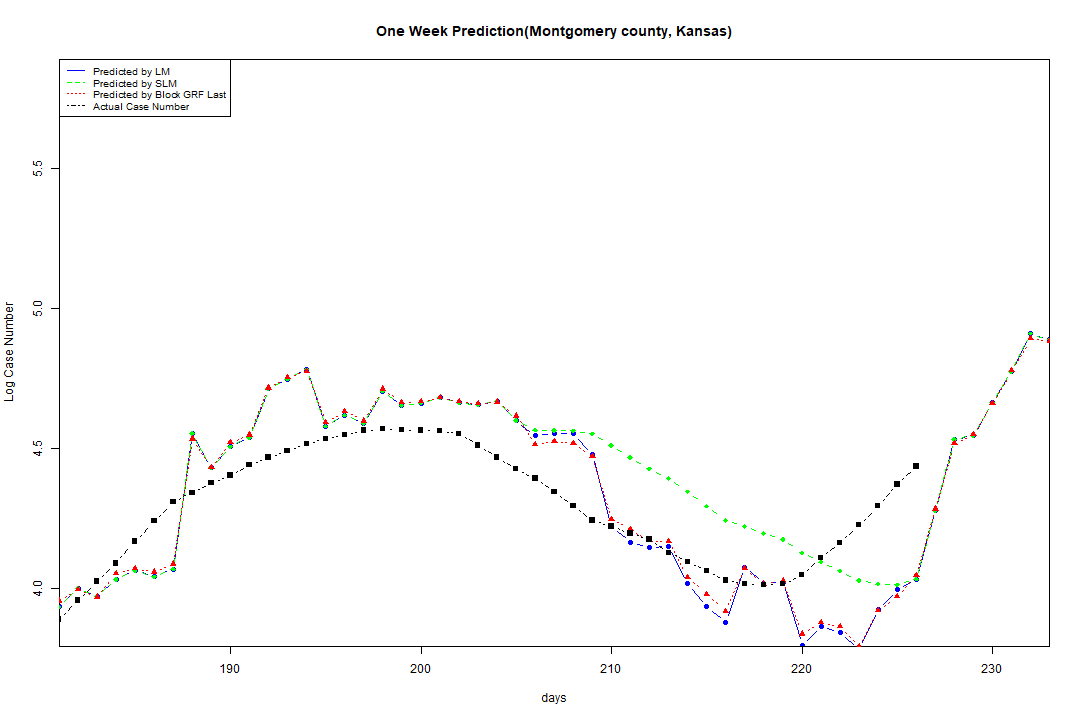 One Week Prediction(Montgomery county, Kansas)
Predicted by LM
Predicted by SLM
Predicted by Block GRF Last
Actual Case Number
5.5
5.0
4.5
4.0
Log Case Number
190 200 210 220 230
days